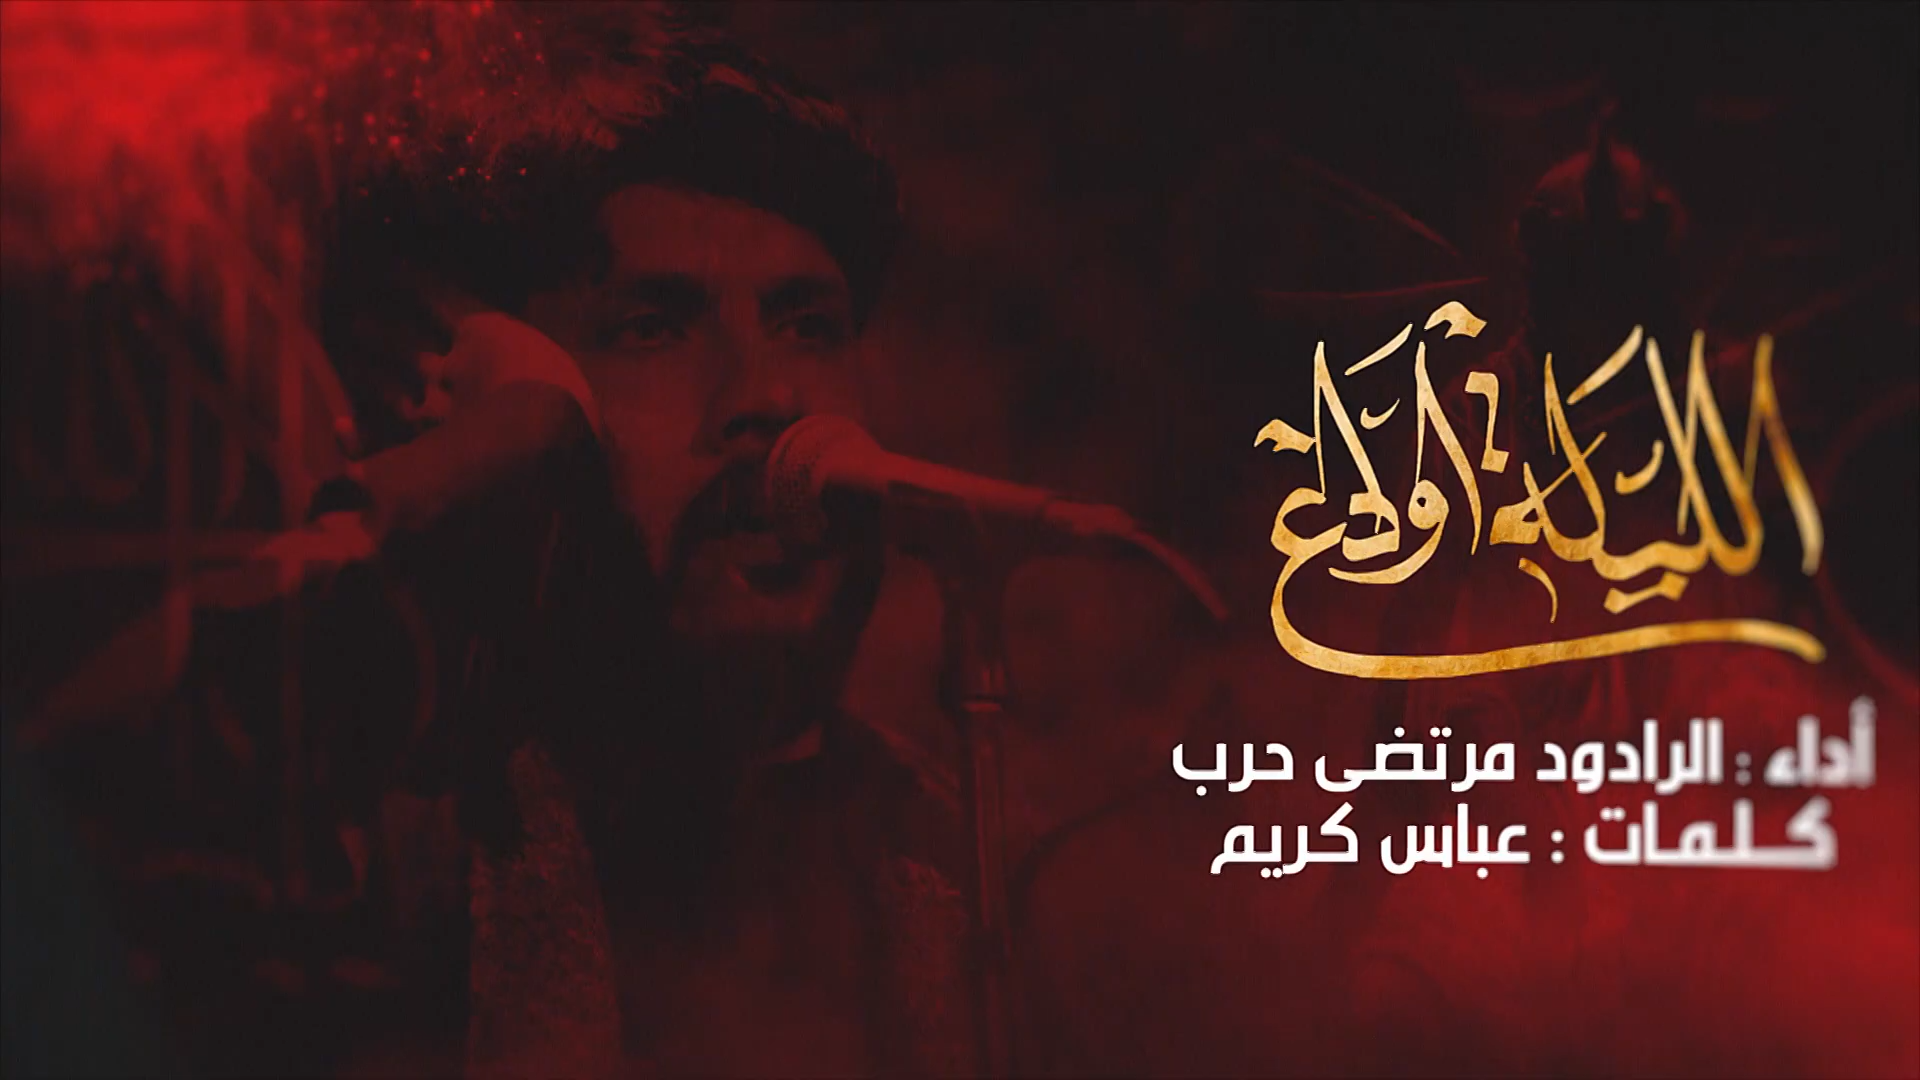 الليلة أودع
أداء : الرادود مرتضى حرب
كلمات : عباس كريم